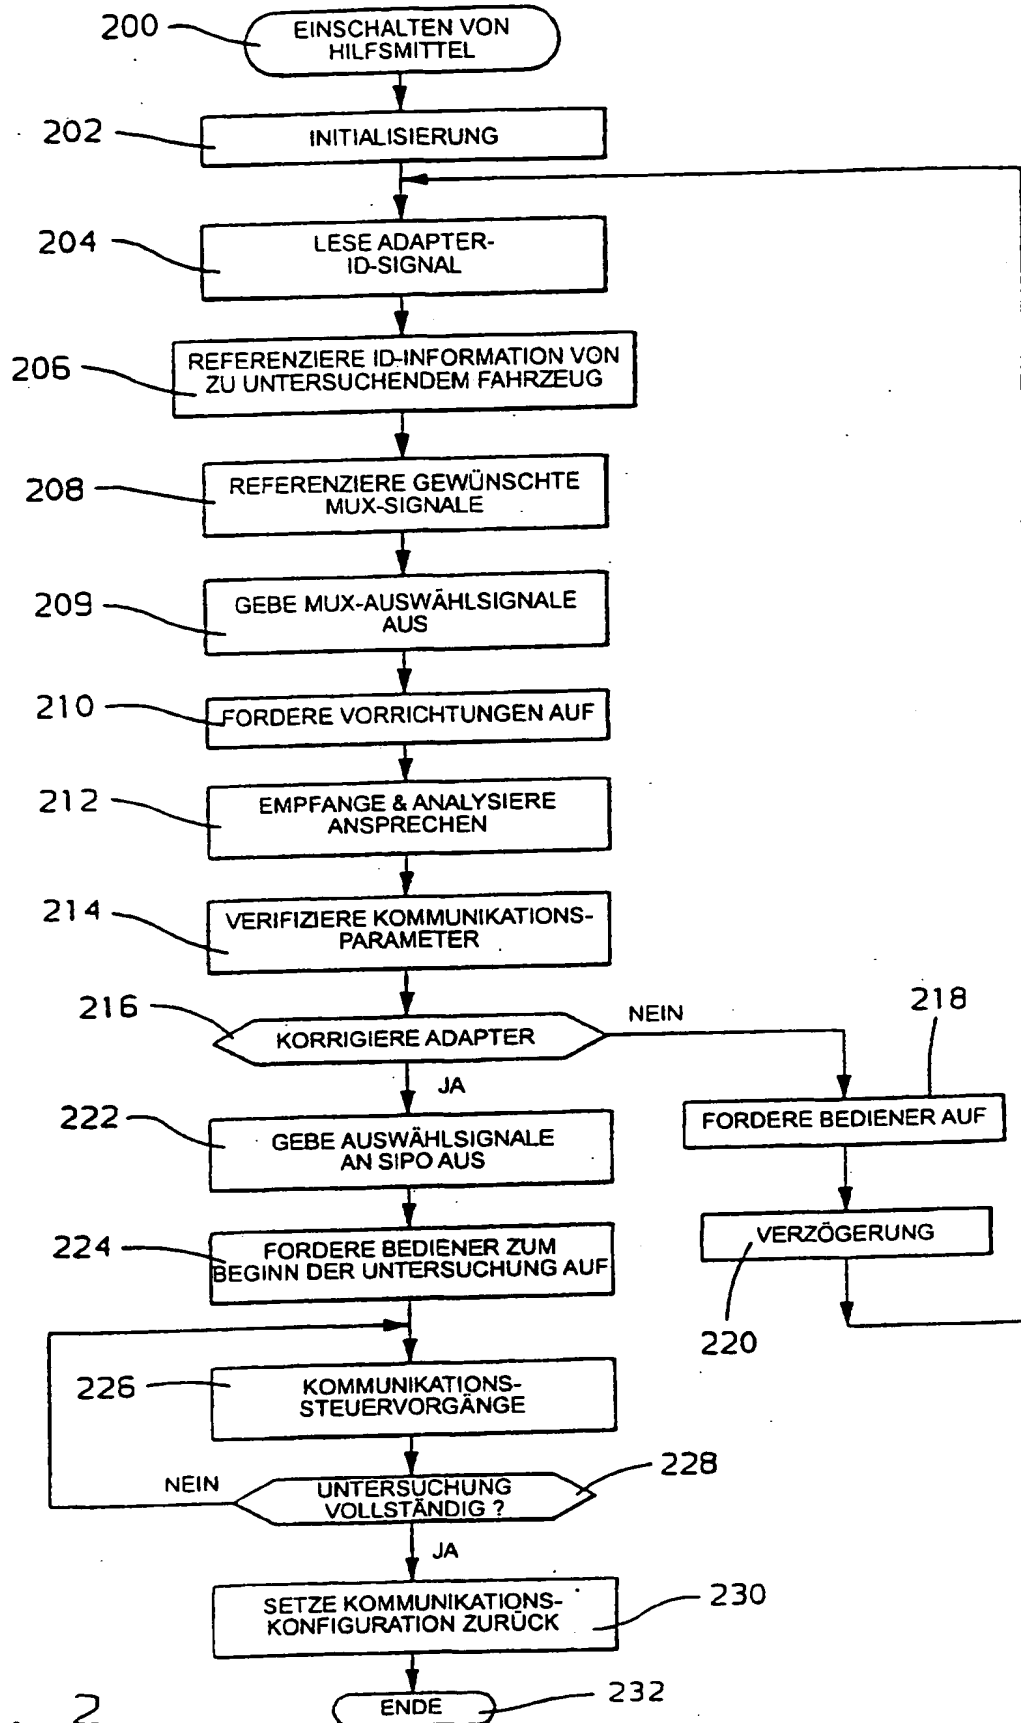 200
EINSCHALTEN VON
HILFSMITTEL
202
INITIALISIERUNG
204
LESE ADAPTER-
ID-SIGNAL
206
REFERENZIERE ID-INFORMATION VON
ZU UNTERSUCHENDEM FAHRZEUG
208
REFERENZIERE GEWÜNSCHTE
MUX-SIGNALE
209
GEBE MUX-AUSWÄHLSIGNALE
AUS
210
FORDERE VORRICHTUNGEN AUF
212
EMPFANGE & ANALYSIERE
ANSPRECHEN
214
VERIFIZIERE KOMMUNIKATIONS-
PARAMETER
216
KORRIGIERE ADAPTER
NEIN
218
JA
FORDERE BEDIENER AUF
222
GEBE AUSWÄHLSIGNALE
AN SIPO AUS
VERZÖGERUNG
220
224
FORDERE BEDIENER ZUM
BEGINN DER UNTERSUCHUNG AUF
226
KOMMUNIKATIONS-
STEUERVORGÄNGE
NEIN
UNTERSUCHUNG
VOLLSTÄNDIG ?
228
JA
SETZE KOMMUNIKATIONS-
KONFIGURATION ZURÜCK
230
ENDE
232
2